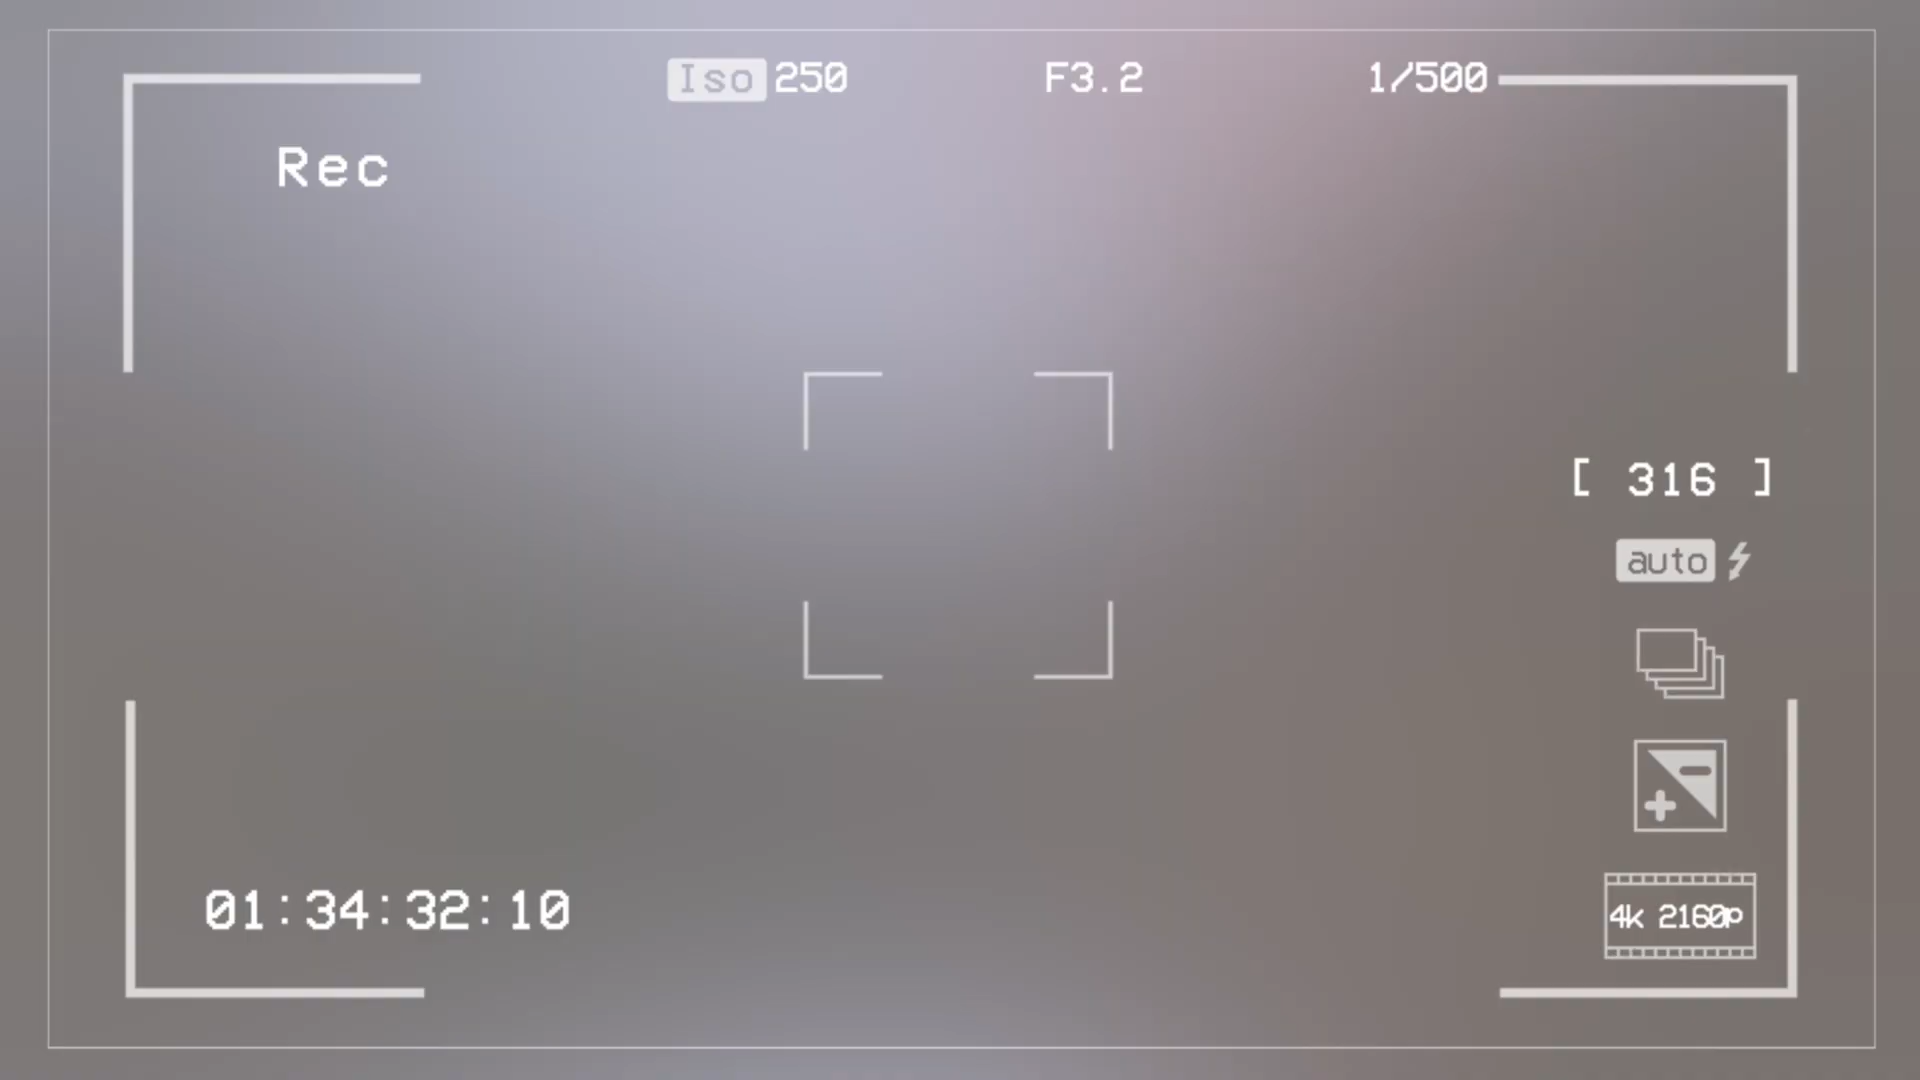 Iso 250 F3.2 1/500
Rec
[ 316 ]
auto
01:34:32:10
4k 2160p